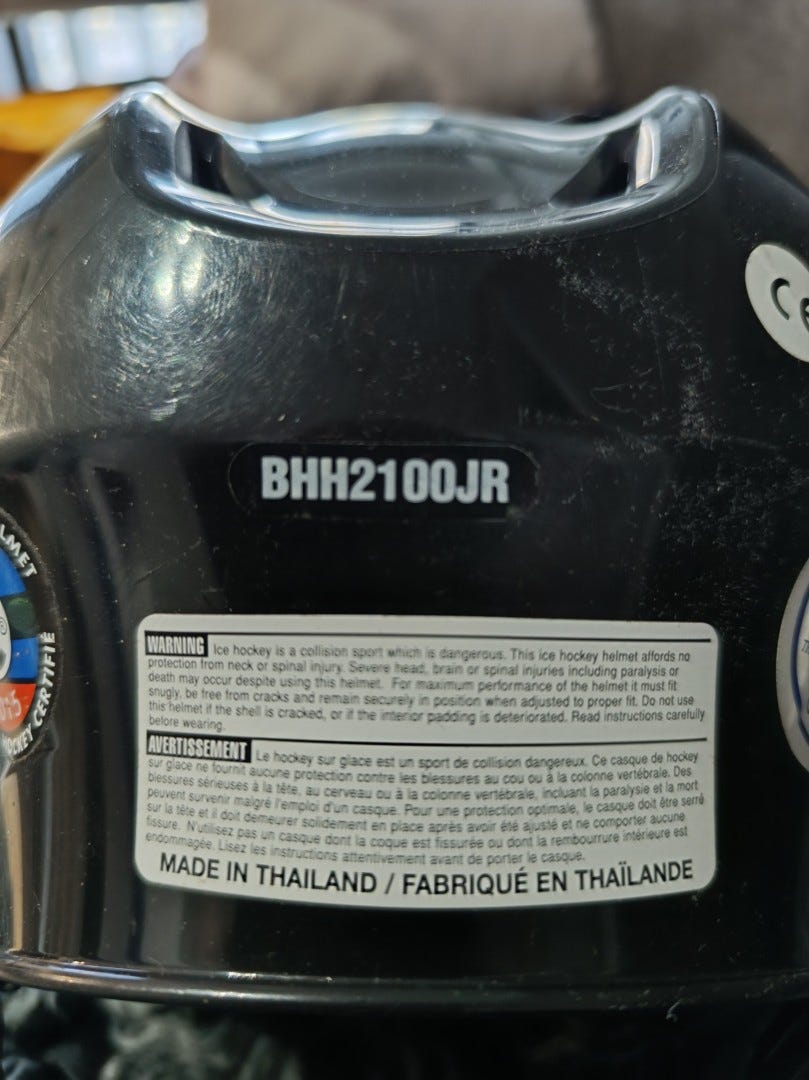 CE
BHH2100JR
WARNING Ice hockey is a collision sport which is dangerous. This ice hockey helmet affords no
protection from neck or spinal injury. Severe head, brain or spinal injuries including paralysis or
death may occur despite using this helmet. For maximum performance of the helmet it must fit
snugly, be free from cracks and remain securely in position when adjusted to proper fit. Do not use
this helmet if the shell is cracked, or if the interior padding is deteriorated. Read instructions carefully
before wearing.
AVERTISSEMENT Le hockey sur glace est un sport de collision dangereux. Ce casque de hockey
sur glace ne fournit aucune protection contre les blessures au cou ou à la colonne vertébrale. Des
blessures sérieuses à la tête, au cerveau ou à la colonne vertébrale, incluant la paralysie et la mort
peuvent survenir malgré l'emploi d'un casque. Pour une protection optimale, le casque doit être serré
sur la tête et il doit demeurer solidement en place après avoir été ajusté et ne comporter aucune
fissure. N'utilisez pas un casque dont la coque est fissurée ou dont la rembourrure intérieure est
endommagée. Lisez les instructions attentivement avant de porter le casque.
MADE IN THAILAND / FABRIQUÉ EN THAÏLANDE
CERTIFIÉ